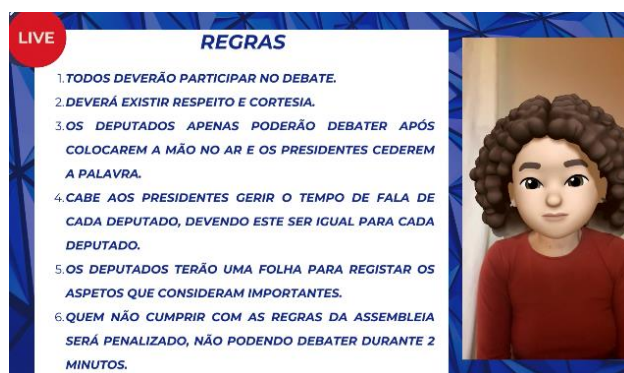 LIVE
REGRAS
1. TODOS DEVERÃO PARTICIPAR NO DEBATE.
2. DEVERÁ EXISTIR RESPEITO E CORTESIA.
3. OS DEPUTADOS APENAS PODERÃO DEBATER APÓS
COLOCAREM A MÃO NO AR E OS PRESIDENTES CEDEREM
A PALAVRA.
4. CABE AOS PRESIDENTES GERIR O TEMPO DE FALA DE
CADA DEPUTADO, DEVENDO ESTE SER IGUAL PARA CADA
DEPUTADO.
5. OS DEPUTADOS TERÃO UMA FOLHA PARA REGISTAR OS
ASPETOS QUE CONSIDERAM IMPORTANTES.
6. QUEM NÃO CUMPRIR COM AS REGRAS DA ASSEMBLEIA
SERÁ PENALIZADO, NÃO PODENDO DEBATER DURANTE 2
MINUTOS.